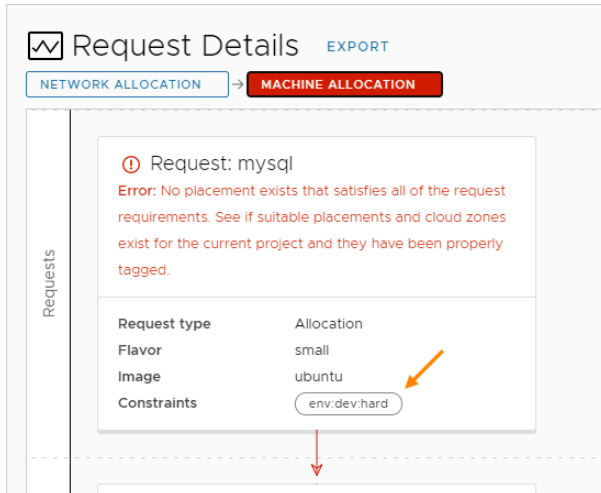 Request Details EXPORT
NETWORK ALLOCATION → MACHINE ALLOCATION
Requests
Request: mysql
Error: No placement exists that satisfies all of the request
requirements. See if suitable placements and cloud zones
exist for the current project and they have been properly
tagged.
Request type Allocation
Flavor small
Image ubuntu
Constraints env:dev:hard